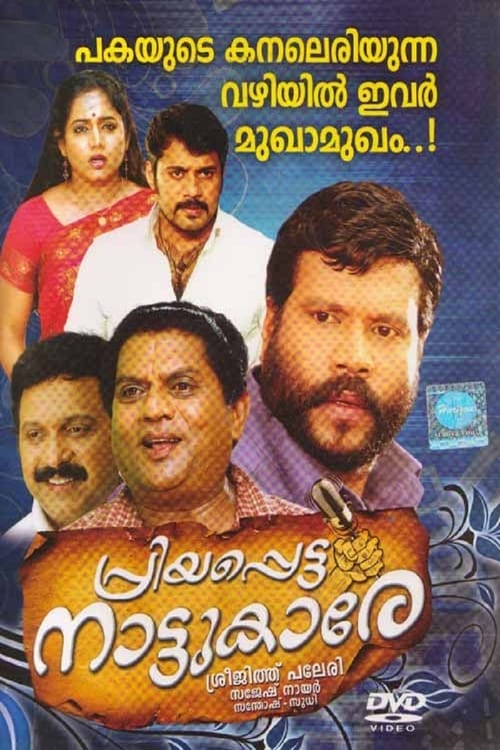 പകയുടെ കനലെരിയുന്ന
വഴിയിൽ ഇവർ
മുഖാമുഖം..!
പ്രിയപ്പെട്ട
നാട്ടുകാരേ
ശ്രീജിത്ത് പലേരി
സജേഷ് നായർ
സന്തോഷ് - സുധി
DVD
VIDEO